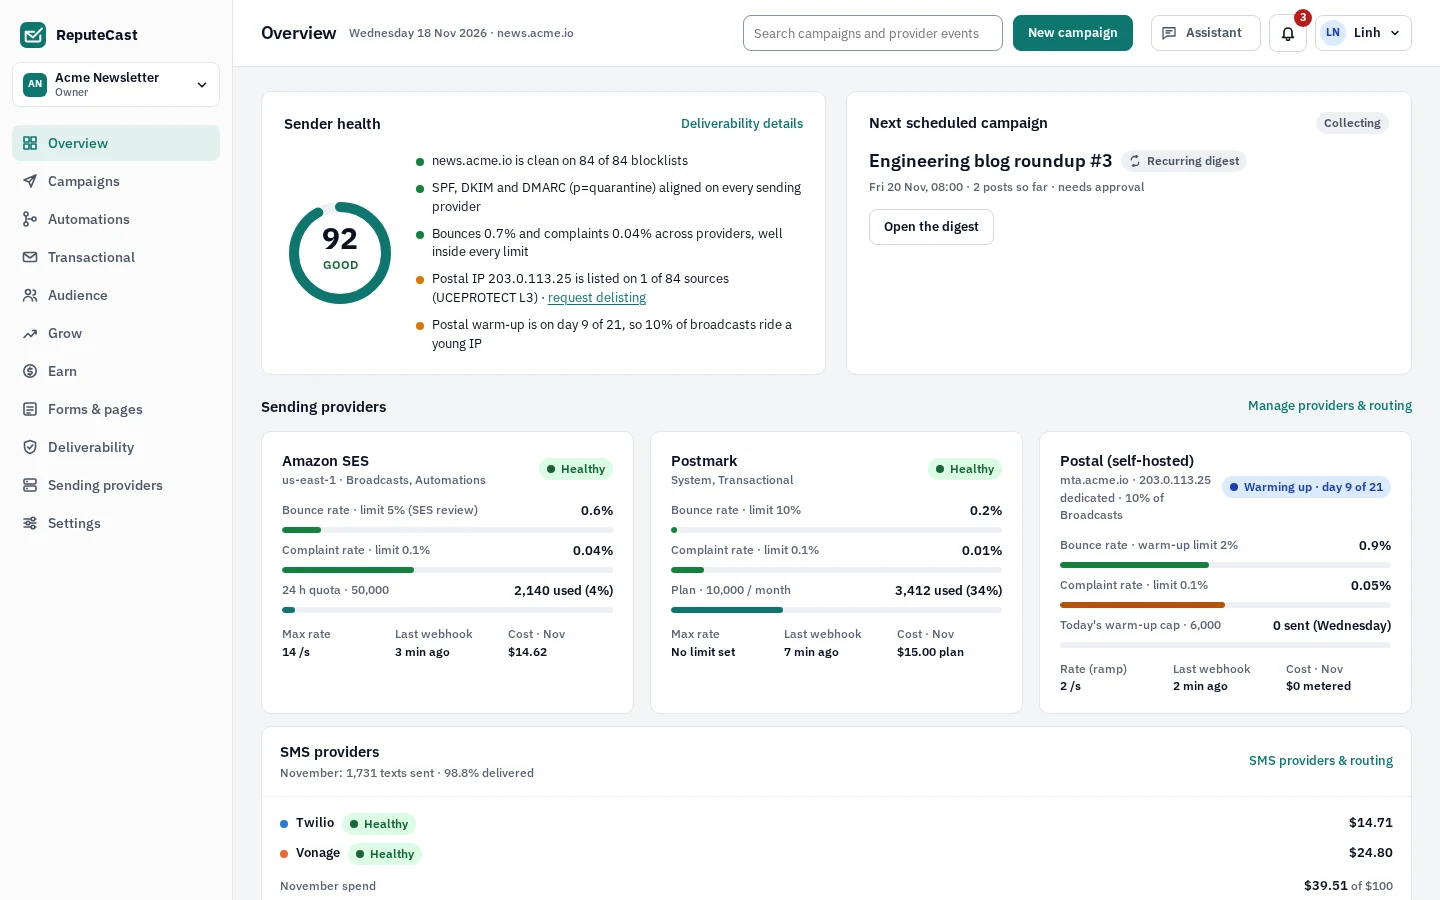 ReputeCast
AN
Acme Newsletter
Owner
Overview
Campaigns
Automations
Transactional
Audience
Grow
Earn
Forms & pages
Deliverability
Sending providers
Settings
Overview
Wednesday 18 Nov 2026 · news.acme.io
Search campaigns and provider events
New campaign
Assistant
3
LN
Linh
Sender health
Deliverability details
92
GOOD
news.acme.io is clean on 84 of 84 blocklists
SPF, DKIM and DMARC (p=quarantine) aligned on every sending
provider
Bounces 0.7% and complaints 0.04% across providers, well
inside every limit
Postal IP 203.0.113.25 is listed on 1 of 84 sources
(UCEPROTECT L3) · request delisting
Postal warm-up is on day 9 of 21, so 10% of broadcasts ride a
young IP
Next scheduled campaign
Collecting
Engineering blog roundup #3
Recurring digest
Fri 20 Nov, 08:00 · 2 posts so far · needs approval
Open the digest
Sending providers
Manage providers & routing
Amazon SES
us-east-1 · Broadcasts, Automations
Healthy
Bounce rate · limit 5% (SES review)
0.6%
Complaint rate · limit 0.1%
0.04%
24 h quota · 50,000
2,140 used (4%)
Max rate
14 /s
Last webhook
3 min ago
Cost · Nov
$14.62
Postmark
System, Transactional
Healthy
Bounce rate · limit 10%
0.2%
Complaint rate · limit 0.1%
0.01%
Plan · 10,000 / month
3,412 used (34%)
Max rate
No limit set
Last webhook
7 min ago
Cost · Nov
$15.00 plan
Postal (self-hosted)
mta.acme.io · 203.0.113.25
dedicated · 10% of
Broadcasts
Warming up · day 9 of 21
Bounce rate · warm-up limit 2%
0.9%
Complaint rate · limit 0.1%
0.05%
Today's warm-up cap · 6,000
0 sent (Wednesday)
Rate (ramp)
2 /s
Last webhook
2 min ago
Cost · Nov
$0 metered
SMS providers
November: 1,731 texts sent · 98.8% delivered
SMS providers & routing
Twilio
Healthy
$14.71
Vonage
Healthy
$24.80
November spend
$39.51 of $100